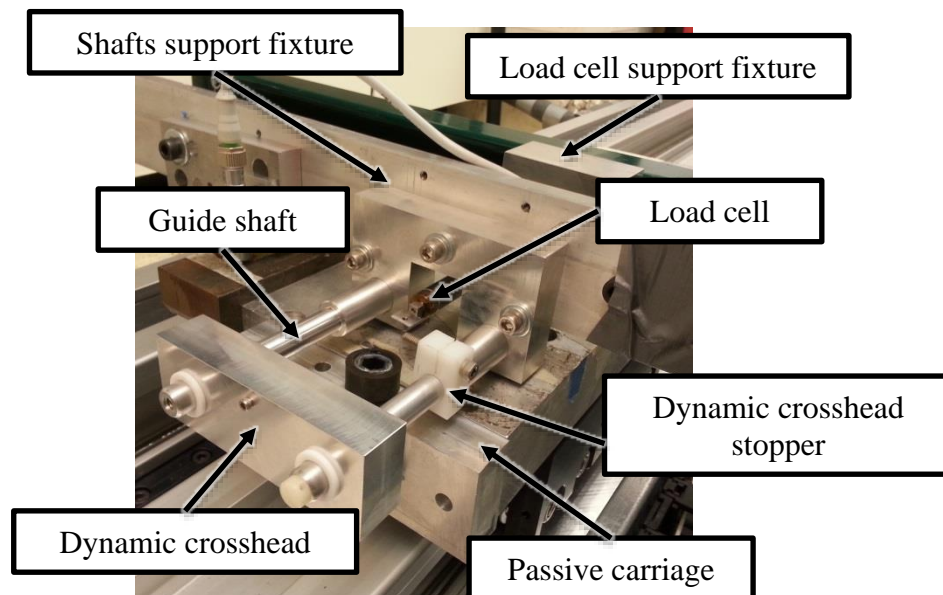 Shafts support fixture
Load cell support fixture
Guide shaft
Load cell
Dynamic crosshead
stopper
Dynamic crosshead
Passive carriage